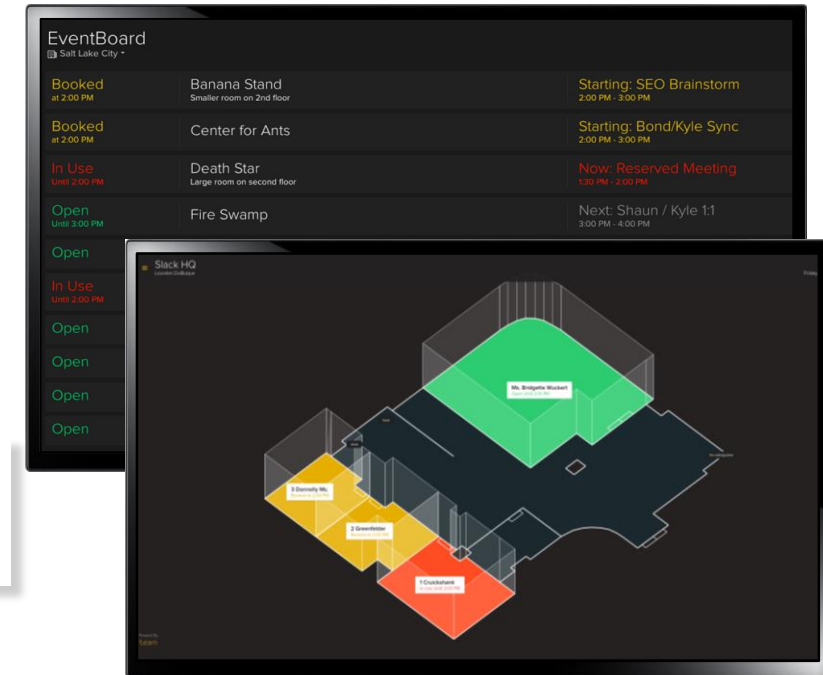 EventBoard
Salt Lake City
Booked
at 2:00 PM
Banana Stand
Smaller room on 2nd floor
Starting: SEO Brainstorm
2:00 PM - 3:00 PM
Booked
at 2:00 PM
Center for Ants
Starting: Bond/Kyle Sync
2:00 PM - 3:00 PM
In Use
Until 2:00 PM
Death Star
Large room on second floor
Now: Reserved Meeting
1:30 PM - 2:00 PM
Open
Until 3:00 PM
Fire Swamp
Next: Shaun / Kyle 1:1
3:00 PM - 4:00 PM
Open
In Use
Until 2:00 PM
Open
Open
Open
Open
Slack HQ
Friday
Ms. Bridgette Wuckert
3 Donnelly Ms.
2 Greenfelder
1 Cruickshank
Powered By
team